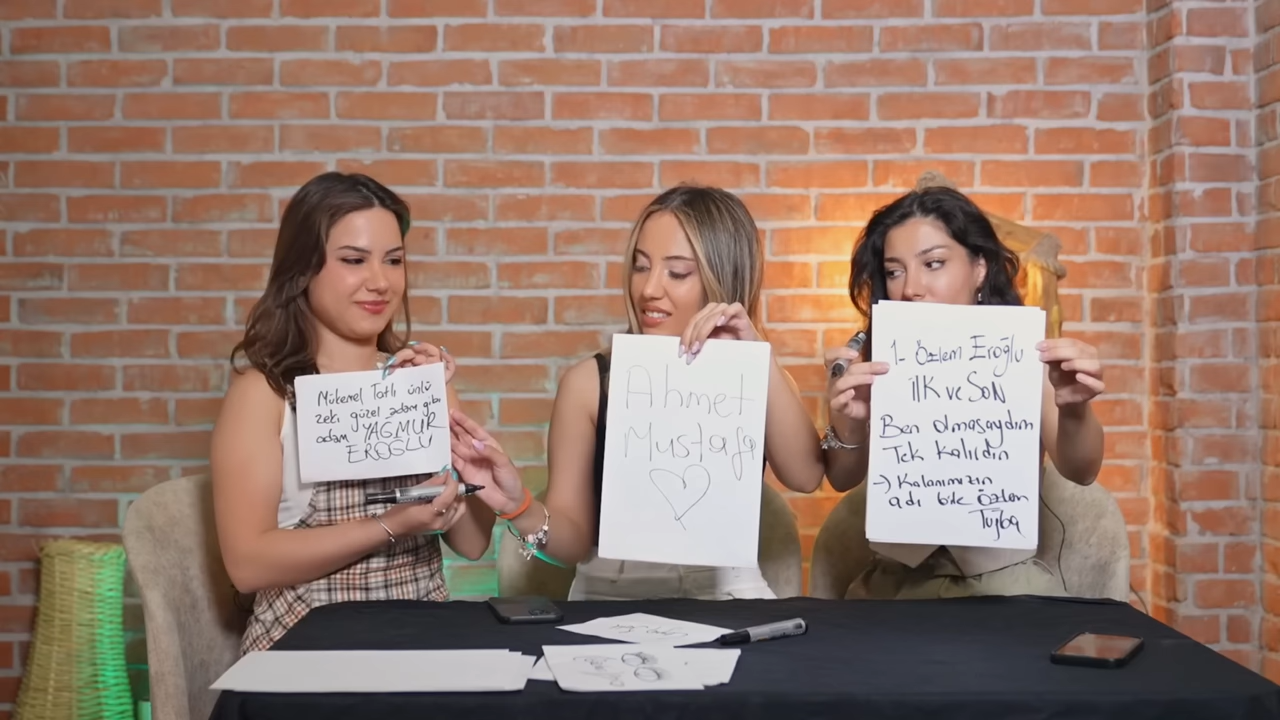 Mükemel Tatlı ünlü
zeki güzel adam gibi
adam YAĞMUR
EROĞLU
Ahmet
Mustafa
1- Özlem Eroğlu
İLK ve SON
Ben olmasaydım
Tek kalırdın
→ Kalanımızın
adı bile Özlem
Tuğba